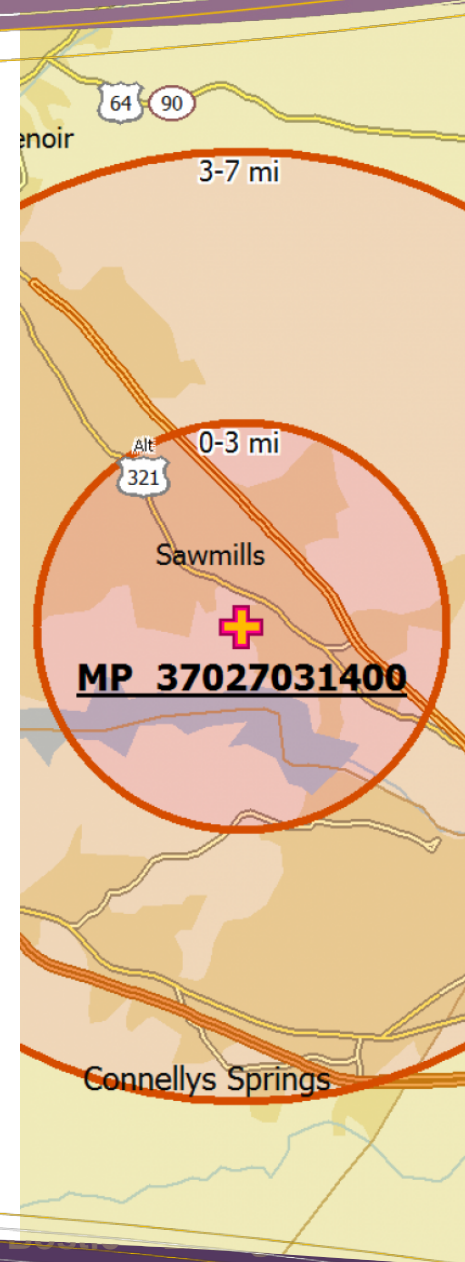 64 90
enoir
3-7 mi
Alt
0-3 mi
321
Sawmills
MP 37027031400
Connellys Springs